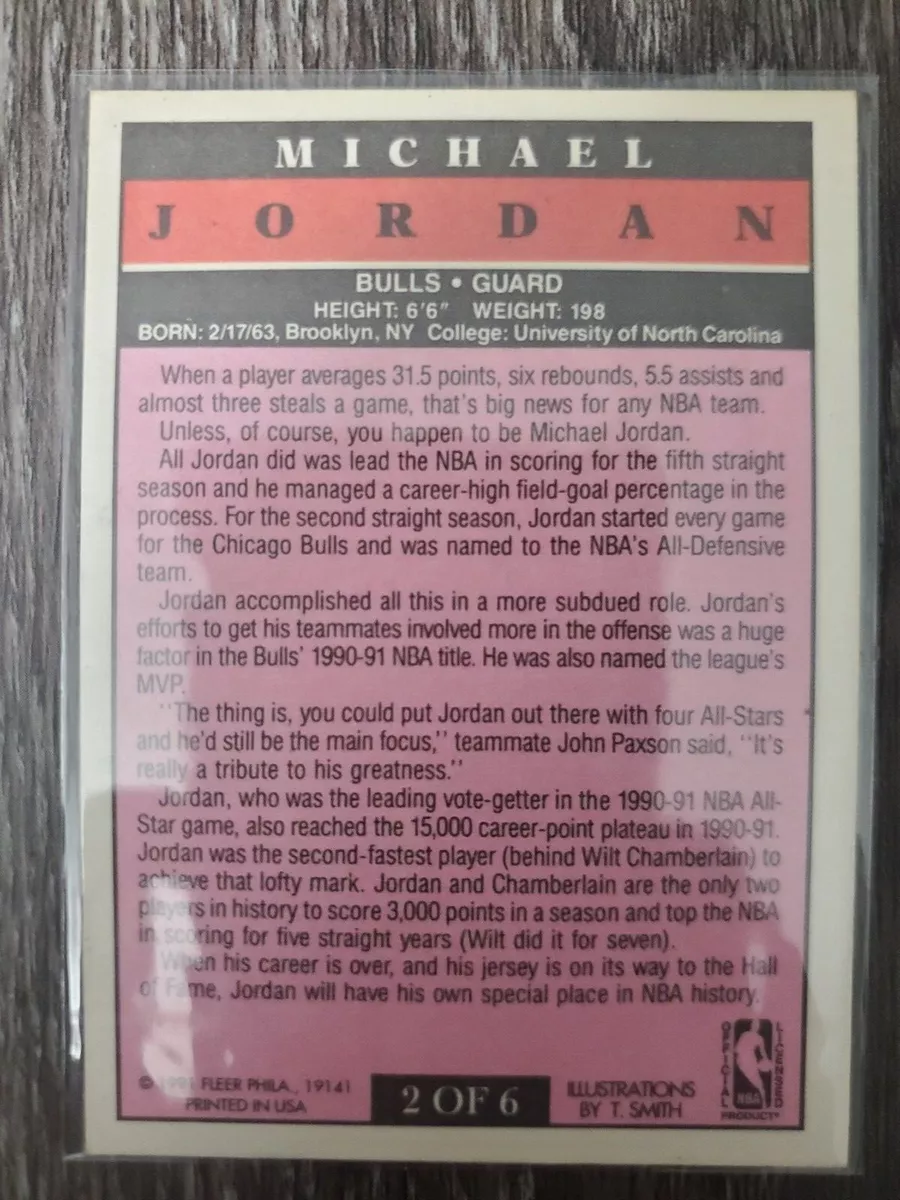 MICHAEL
JORDAN
BULLS • GUARD
HEIGHT: 6'6" WEIGHT: 198
BORN: 2/17/63, Brooklyn, NY College: University of North Carolina
When a player averages 31.5 points, six rebounds, 5.5 assists and
almost three steals a game, that's big news for any NBA team.
Unless, of course, you happen to be Michael Jordan.
All Jordan did was lead the NBA in scoring for the fifth straight
season and he managed a career-high field-goal percentage in the
process. For the second straight season, Jordan started every game
for the Chicago Bulls and was named to the NBA's All-Defensive
team.
Jordan accomplished all this in a more subdued role. Jordan's
efforts to get his teammates involved more in the offense was a huge
factor in the Bulls' 1990-91 NBA title. He was also named the league's
MVP.
"The thing is, you could put Jordan out there with four All-Stars
and he'd still be the main focus," teammate John Paxson said, "It's
really a tribute to his greatness."
Jordan, who was the leading vote-getter in the 1990-91 NBA All-
Star game, also reached the 15,000 career-point plateau in 1990-91.
Jordan was the second-fastest player (behind Wilt Chamberlain) to
achieve that lofty mark. Jordan and Chamberlain are the only two
players in history to score 3,000 points in a season and top the NBA
in scoring for five straight years (Wilt did it for seven).
When his career is over, and his jersey is on its way to the Hall
of Fame, Jordan will have his own special place in NBA history.
© 1991 FLEER PHILA., 19141
PRINTED IN USA
2 OF 6
ILLUSTRATIONS
BY T. SMITH
OFFICIAL
NBA
LICENSED
PRODUCT